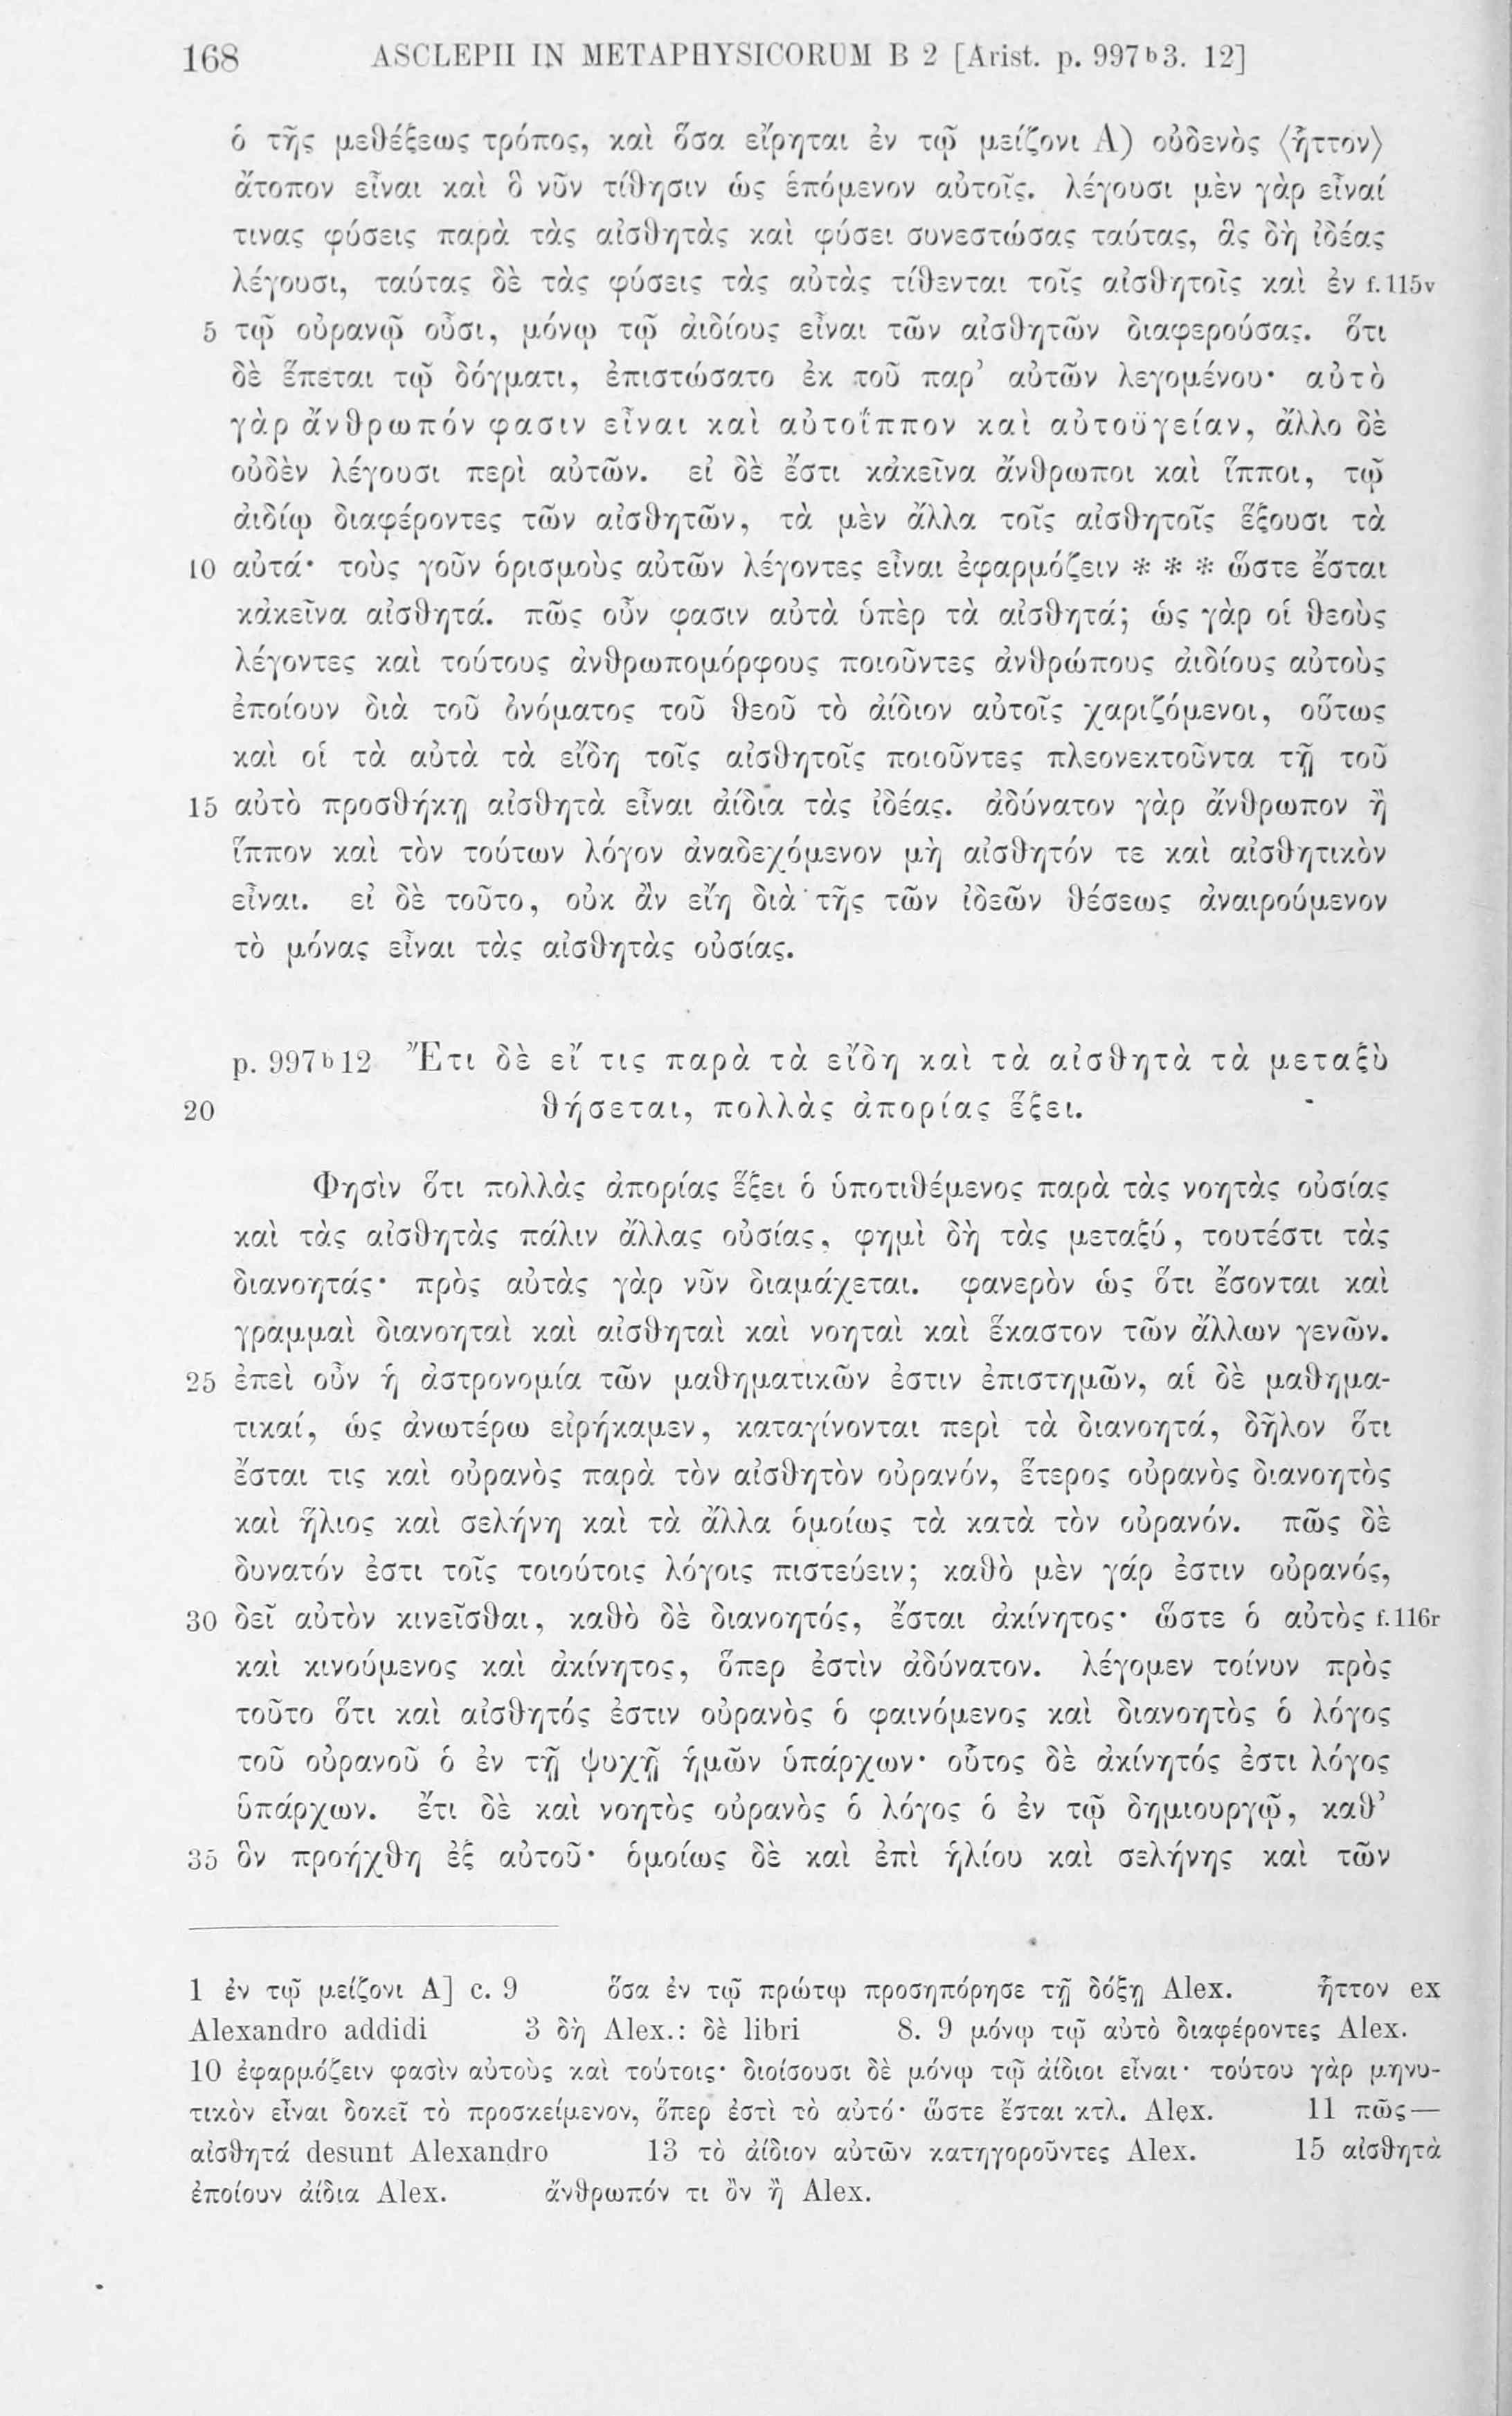 168 ASCLEPII IN METAPHYSICORUM B 2 [Arist. p. 997b3. 12]
ὁ τῆς μεθέξεως τρόπος, καὶ ὅσα εἴρηται ἐν τῷ μείζονι Α) οὐδενὸς ⟨ἧττον⟩
ἄτοπον εἶναι καὶ ὃ νῦν τίθησιν ὡς ἑπόμενον αὐτοῖς. λέγουσι μὲν γὰρ εἶναί
τινας φύσεις παρὰ τὰς αἰσθητὰς καὶ φύσει συνεστώσας ταύτας, ἃς δὴ ἰδέας
λέγουσι, ταύτας δὲ τὰς φύσεις τὰς αὐτὰς τίθενται τοῖς αἰσθητοῖς καὶ ἐν f. 115v
5 τῷ οὐρανῷ οὖσι, μόνῳ τῷ ἀιδίους εἶναι τῶν αἰσθητῶν διαφερούσας. ὅτι
δὲ ἕπεται τῷ δόγματι, ἐπιστώσατο ἐκ τοῦ παρ’ αὐτῶν λεγομένου· αὐτὸ
γὰρ ἄνθρωπόν φασιν εἶναι καὶ αὐτοΐππον καὶ αὐτοϋγείαν, ἄλλο δὲ
οὐδὲν λέγουσι περὶ αὐτῶν. εἰ δὲ ἔστι κἀκεῖνα ἄνθρωποι καὶ ἵπποι, τῷ
ἀιδίῳ διαφέροντες τῶν αἰσθητῶν, τὰ μὲν ἄλλα τοῖς αἰσθητοῖς ἕξουσι τὰ
10 αὐτά· τοὺς γοῦν ὁρισμοὺς αὐτῶν λέγοντες εἶναι ἐφαρμόζειν * * * ὥστε ἔσται
κἀκεῖνα αἰσθητά. πῶς οὖν φασιν αὐτὰ ὑπὲρ τὰ αἰσθητά; ὡς γὰρ οἱ θεοὺς
λέγοντες καὶ τούτους ἀνθρωπομόρφους ποιοῦντες ἀνθρώπους ἀιδίους αὐτοὺς
ἐποίουν διὰ τοῦ ὀνόματος τοῦ θεοῦ τὸ ἀίδιον αὐτοῖς χαριζόμενοι, οὕτως
καὶ οἱ τὰ αὐτὰ τὰ εἴδη τοῖς αἰσθητοῖς ποιοῦντες πλεονεκτοῦντα τῇ τοῦ
15 αὐτὸ προσθήκῃ αἰσθητὰ εἶναι ἀίδια τὰς ἰδέας. ἀδύνατον γὰρ ἄνθρωπον ἢ
ἵππον καὶ τὸν τούτων λόγον ἀναδεχόμενον μὴ αἰσθητόν τε καὶ αἰσθητικὸν
εἶναι. εἰ δὲ τοῦτο, οὐκ ἂν εἴη διὰ τῆς τῶν ἰδεῶν θέσεως ἀναιρούμενον
τὸ μόνας εἶναι τὰς αἰσθητὰς οὐσίας.
p. 997b12 Ἔτι δὲ εἴ τις παρὰ τὰ εἴδη καὶ τὰ αἰσθητὰ τὰ μεταξὺ
20 θήσεται, πολλὰς ἀπορίας ἕξει.
Φησὶν ὅτι πολλὰς ἀπορίας ἕξει ὁ ὑποτιθέμενος παρὰ τὰς νοητὰς οὐσίας
καὶ τὰς αἰσθητὰς πάλιν ἄλλας οὐσίας, φημὶ δὴ τὰς μεταξύ, τουτέστι τὰς
διανοητάς· πρὸς αὐτὰς γὰρ νῦν διαμάχεται. φανερὸν ὡς ὅτι ἔσονται καὶ
γραμμαὶ διανοηταὶ καὶ αἰσθηταὶ καὶ νοηταὶ καὶ ἕκαστον τῶν ἄλλων γενῶν.
25 ἐπεὶ οὖν ἡ ἀστρονομία τῶν μαθηματικῶν ἐστιν ἐπιστημῶν, αἱ δὲ μαθημα-
τικαί, ὡς ἀνωτέρω εἰρήκαμεν, καταγίνονται περὶ τὰ διανοητά, δῆλον ὅτι
ἔσται τις καὶ οὐρανὸς παρὰ τὸν αἰσθητὸν οὐρανόν, ἕτερος οὐρανὸς διανοητὸς
καὶ ἥλιος καὶ σελήνη καὶ τὰ ἄλλα ὁμοίως τὰ κατὰ τὸν οὐρανόν. πῶς δὲ
δυνατόν ἐστι τοῖς τοιούτοις λόγοις πιστεύειν; καθὸ μὲν γάρ ἐστιν οὐρανός,
30 δεῖ αὐτὸν κινεῖσθαι, καθὸ δὲ διανοητός, ἔσται ἀκίνητος· ὥστε ὁ αὐτὸς f. 116r
καὶ κινούμενος καὶ ἀκίνητος, ὅπερ ἐστὶν ἀδύνατον. λέγομεν τοίνυν πρὸς
τοῦτο ὅτι καὶ αἰσθητός ἐστιν οὐρανὸς ὁ φαινόμενος καὶ διανοητὸς ὁ λόγος
τοῦ οὐρανοῦ ὁ ἐν τῇ ψυχῇ ἡμῶν ὑπάρχων· οὗτος δὲ ἀκίνητός ἐστι λόγος
ὑπάρχων. ἔτι δὲ καὶ νοητὸς οὐρανὸς ὁ λόγος ὁ ἐν τῷ δημιουργῷ, καθ’
35 ὃν προήχθη ἐξ αὐτοῦ· ὁμοίως δὲ καὶ ἐπὶ ἡλίου καὶ σελήνης καὶ τῶν
1 ἐν τῷ μείζονι Α] c. 9 ὅσα ἐν τῷ πρώτῳ προσηπόρησε τῇ δόξῃ Alex. ἧττον ex
Alexandro addidi 3 δὴ Alex.: δὲ libri 8. 9 μόνῳ τῷ αὐτὸ διαφέροντες Alex.
10 ἐφαρμόζειν φασὶν αὐτοὺς καὶ τούτοις· διοίσουσι δὲ μόνῳ τῷ ἀίδιοι εἶναι· τούτου γὰρ μηνυ-
τικὸν εἶναι δοκεῖ τὸ προσκείμενον, ὅπερ ἐστὶ τὸ αὐτό· ὥστε ἔσται κτλ. Alex. 11 πῶς—
αἰσθητά desunt Alexandro 13 τὸ ἀίδιον αὐτῶν κατηγοροῦντες Alex. 15 αἰσθητὰ
ἐποίουν ἀίδια Alex. ἄνθρωπόν τι ὂν ἢ Alex.